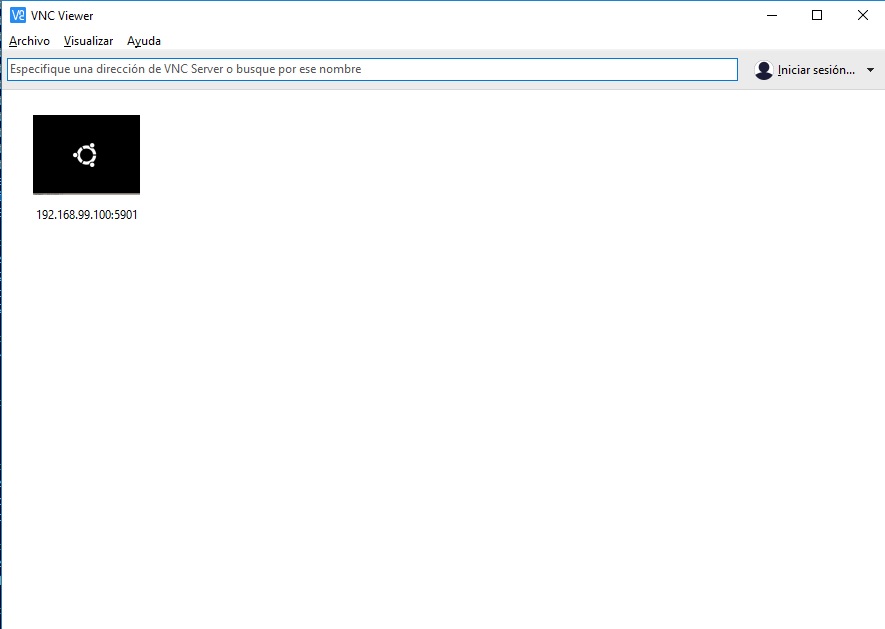 VNC Viewer
Archivo Visualizar Ayuda
Especifique una dirección de VNC Server o busque por ese nombre
Iniciar sesión...
192.168.99.100:5901